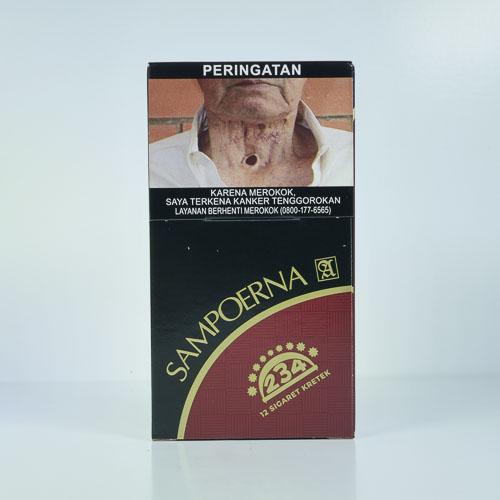 PERINGATAN
KARENA MEROKOK,
SAYA TERKENA KANKER TENGGOROKAN
LAYANAN BERHENTI MEROKOK (0800-177-6565)
SAMPOERNA A
234
12 SIGARET KRETEK